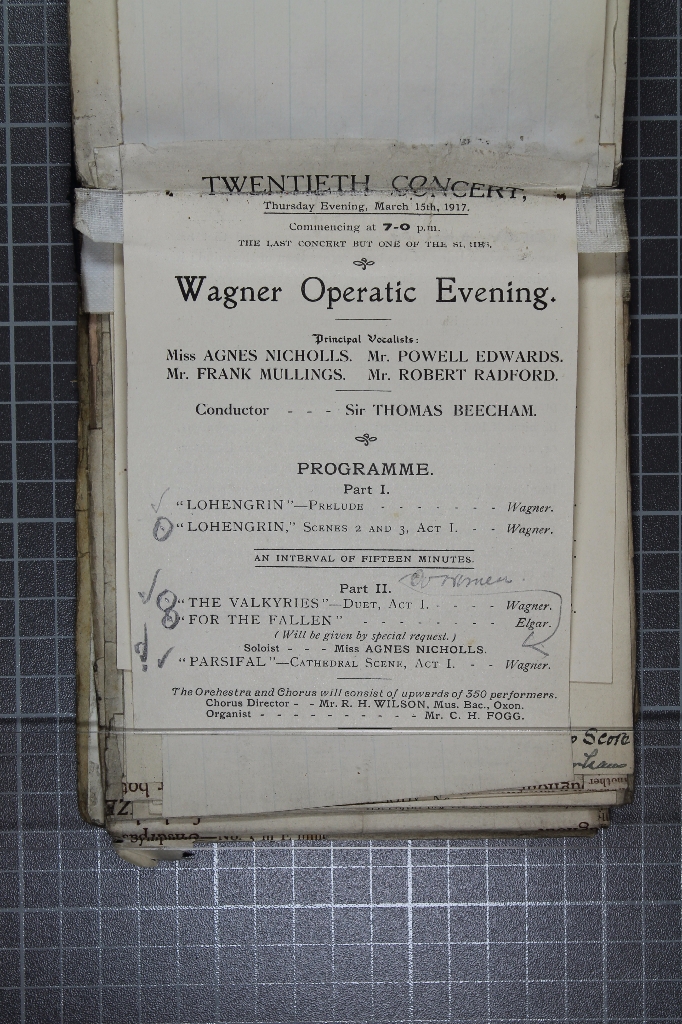 TWENTIETH CONCERT,
Thursday Evening, March 15th, 1917.
Commencing at 7-0 p.m.
THE LAST CONCERT BUT ONE OF THE SERIES.
Wagner Operatic Evening.
Principal Vocalists:
Miss AGNES NICHOLLS. Mr. POWELL EDWARDS.
Mr. FRANK MULLINGS. Mr. ROBERT RADFORD.
Conductor - - - Sir THOMAS BEECHAM.
PROGRAMME.
Part I.
"LOHENGRIN"—PRELUDE - - - - - - - Wagner.
"LOHENGRIN," SCENES 2 AND 3, ACT I. - - Wagner.
AN INTERVAL OF FIFTEEN MINUTES.
Part II.
"THE VALKYRIES"—DUET, ACT I. - - - - Wagner.
"FOR THE FALLEN" - - - - - - - - Elgar.
(Will be given by special request.)
Soloist - - - Miss AGNES NICHOLLS.
"PARSIFAL"—CATHEDRAL SCENE, ACT I. - - Wagner.
The Orchestra and Chorus will consist of upwards of 350 performers.
Chorus Director - - Mr. R. H. WILSON, Mus. Bac., Oxon.
Organist - - - - - - - - - - Mr. C. H. FOGG.
Score